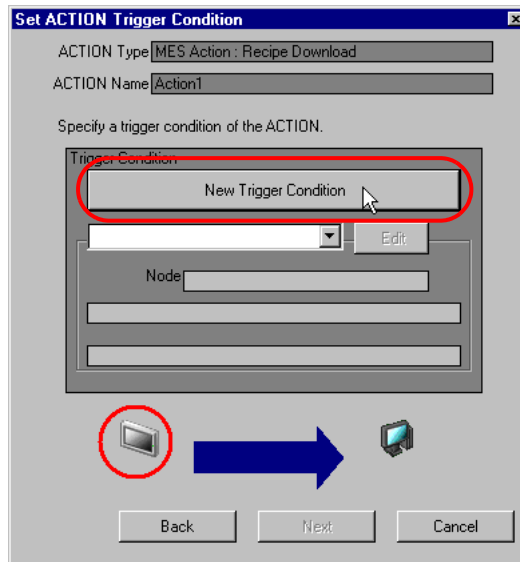 Set ACTION Trigger Condition
ACTION Type MES Action : Recipe Download
ACTION Name Action1
Specify a trigger condition of the ACTION.
Trigger Condition
New Trigger Condition
Edit
Node
Back Next Cancel